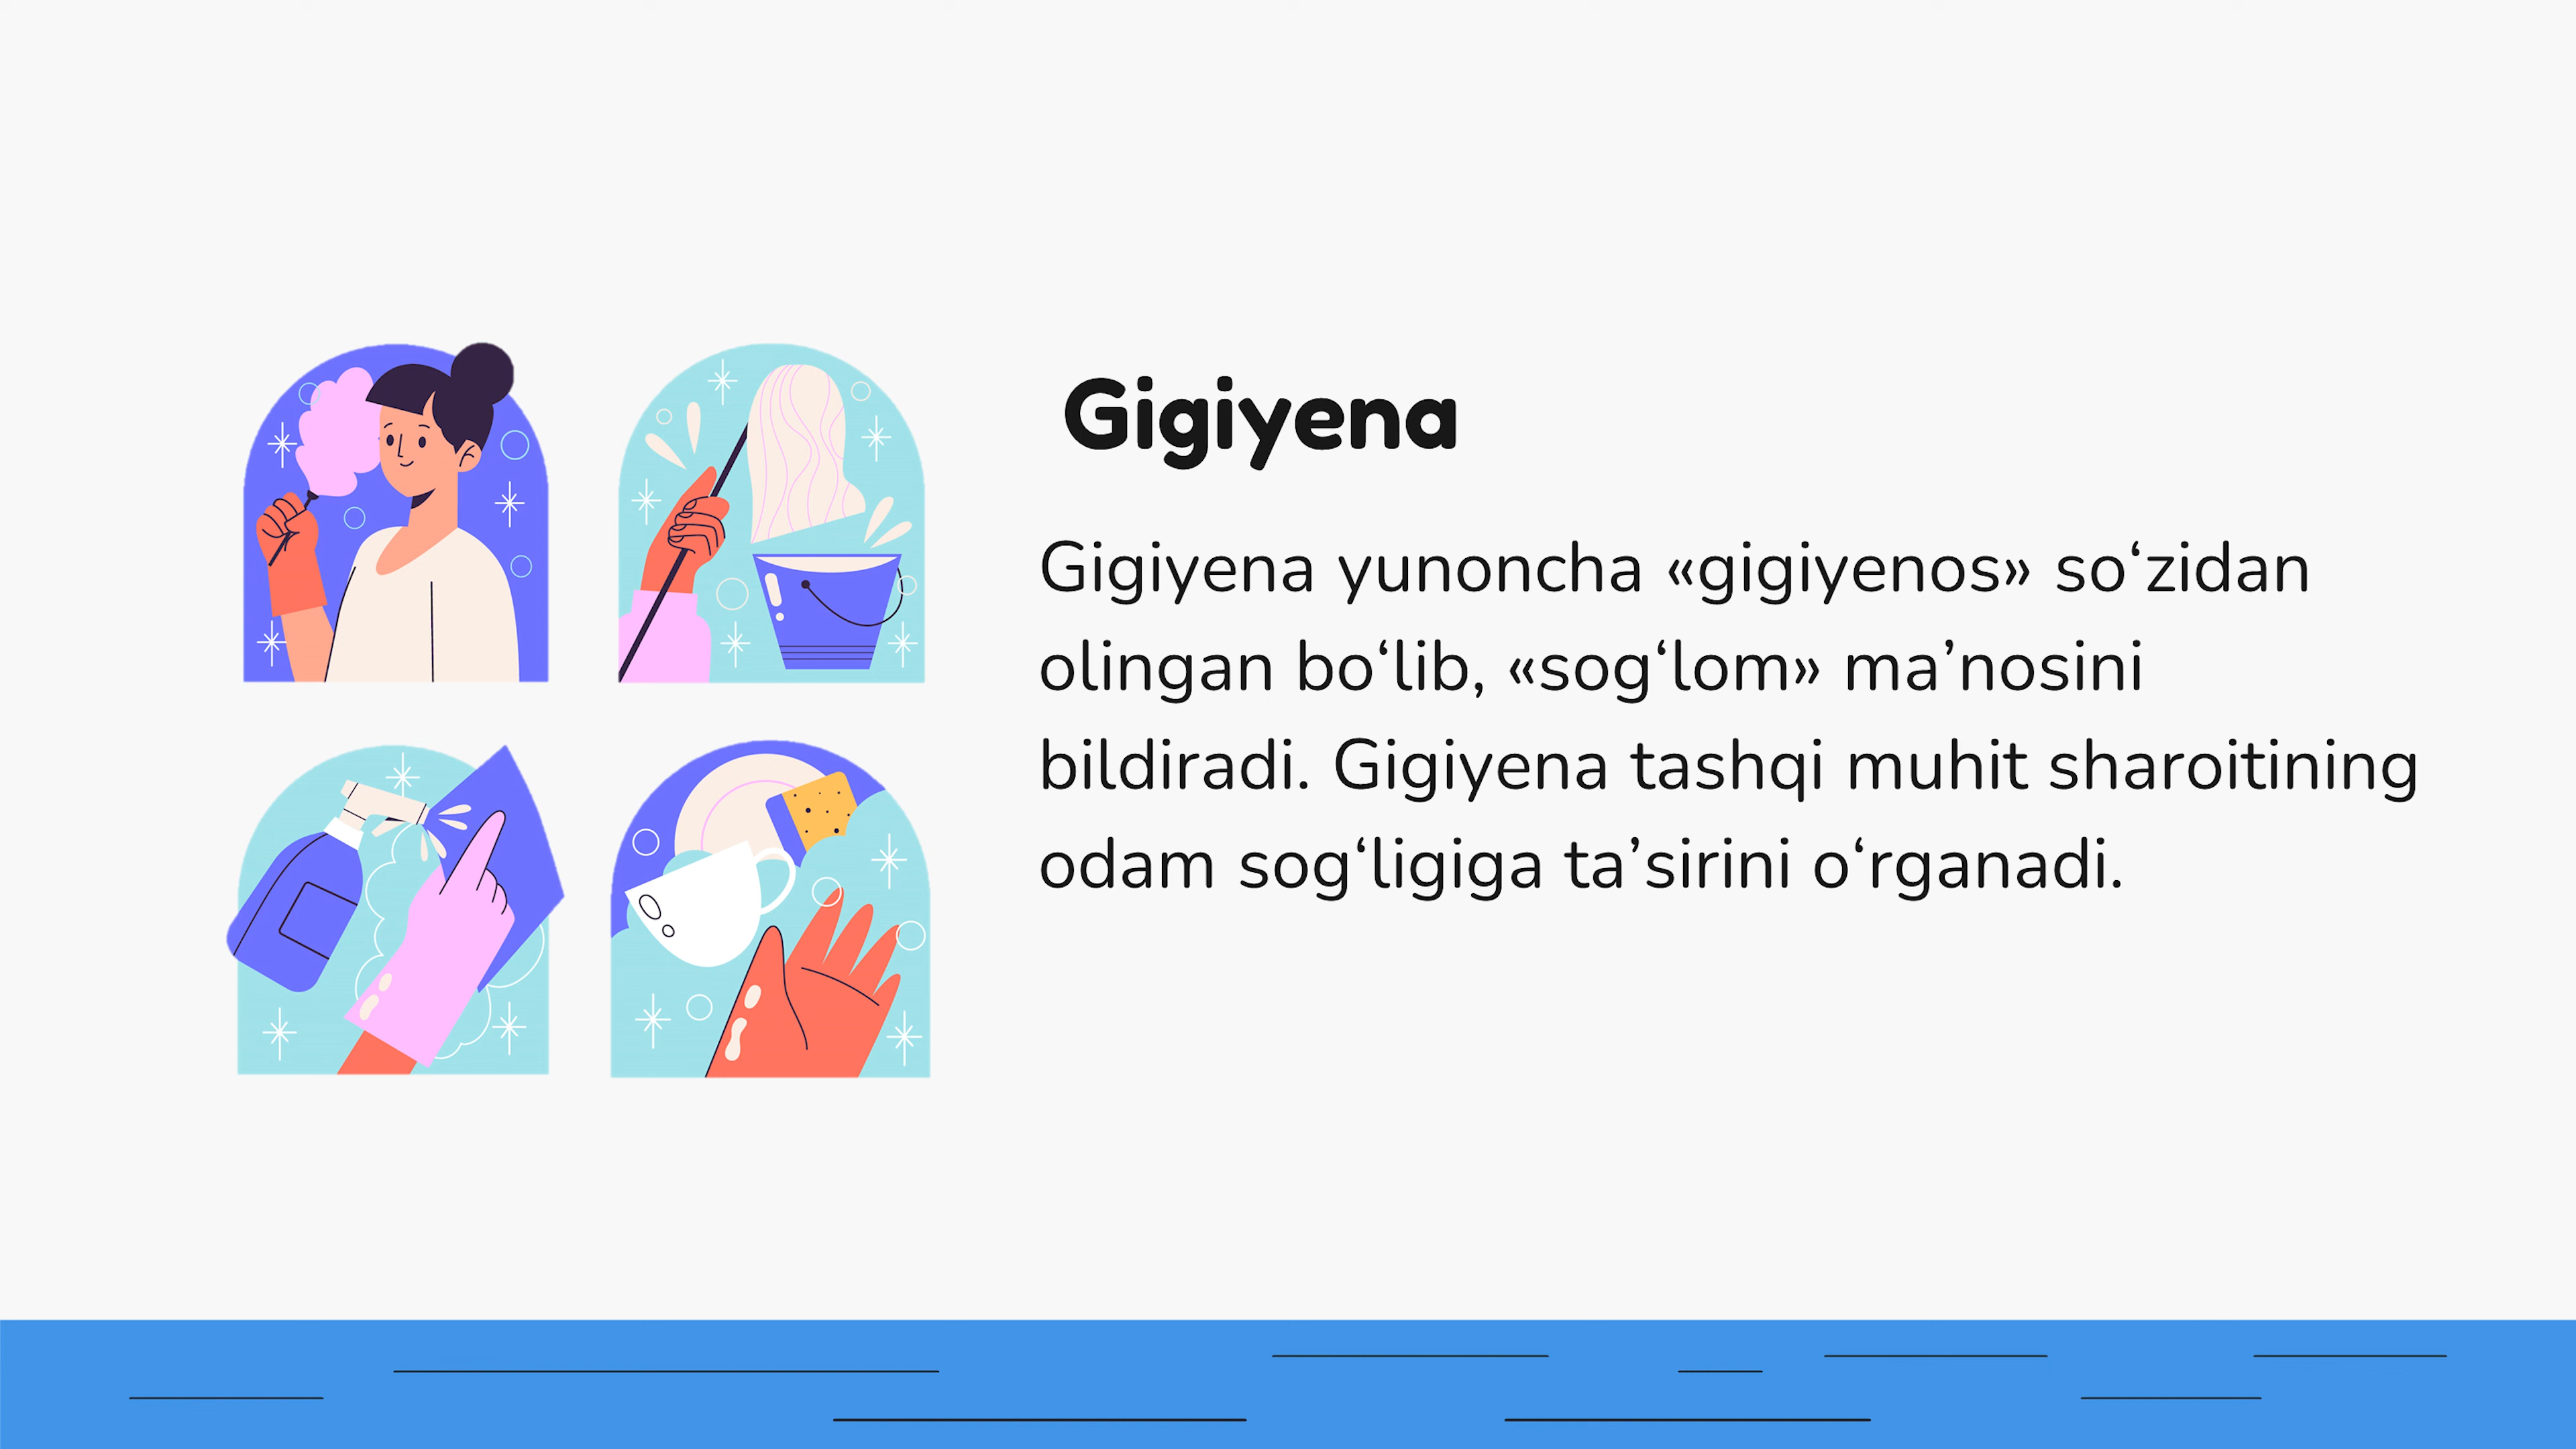 Gigiyena
Gigiyena yunoncha «gigiyenos» so‘zidan
olingan bo‘lib, «sog‘lom» ma’nosini
bildiradi. Gigiyena tashqi muhit sharoitining
odam sog‘ligiga ta’sirini o‘rganadi.